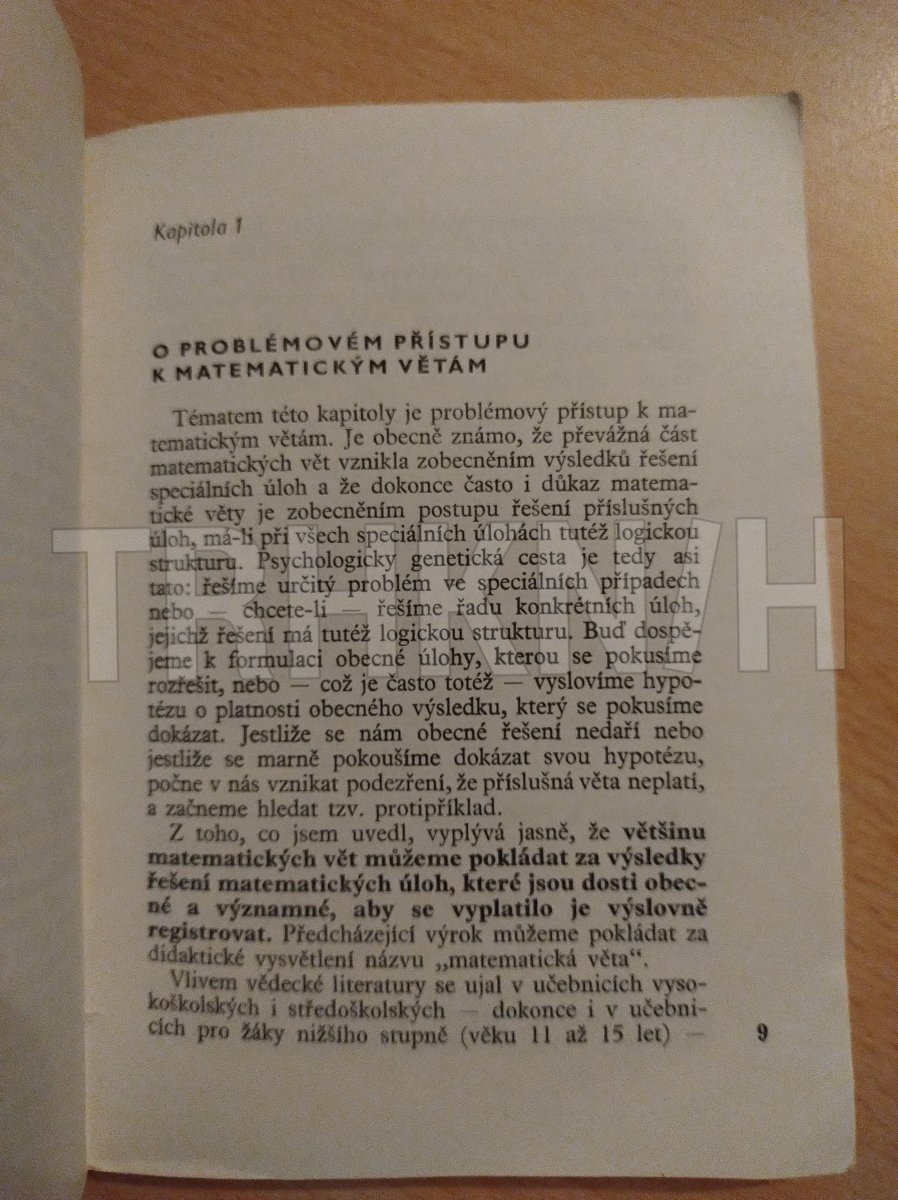 Kapitola 1
O PROBLÉMOVÉM PŘÍSTUPU
K MATEMATICKÝM VĚTÁM
Tématem této kapitoly je problémový přístup k ma-
tematickým větám. Je obecně známo, že převážná část
matematických vět vznikla zobecněním výsledků řešení
speciálních úloh a že dokonce často i důkaz matema-
tické věty je zobecněním postupu řešení příslušných
úloh, má-li při všech speciálních úlohách tutéž logickou
strukturu. Psychologicky genetická cesta je tedy asi
tato: řešíme určitý problém ve speciálních případech
nebo — chcete-li — řešíme řadu konkrétních úloh,
jejichž řešení má tutéž logickou strukturu. Buď dospě-
jeme k formulaci obecné úlohy, kterou se pokusíme
rozřešit, nebo — což je často totéž — vyslovíme hypo-
tézu o platnosti obecného výsledku, který se pokusíme
dokázat. Jestliže se nám obecné řešení nedaří nebo
jestliže se marně pokoušíme dokázat svou hypotézu,
počne v nás vznikat podezření, že příslušná věta neplatí,
a začneme hledat tzv. protipříklad.
Z toho, co jsem uvedl, vyplývá jasně, že většinu
matematických vět můžeme pokládat za výsledky
řešení matematických úloh, které jsou dosti obec-
né a významné, aby se vyplatilo je výslovně
registrovat. Předcházející výrok můžeme pokládat za
didaktické vysvětlení názvu „matematická věta“.
Vlivem vědecké literatury se ujal v učebnicích vyso-
koškolských i středoškolských — dokonce i v učebni-
cích pro žáky nižšího stupně (věku 11 až 15 let) —
9